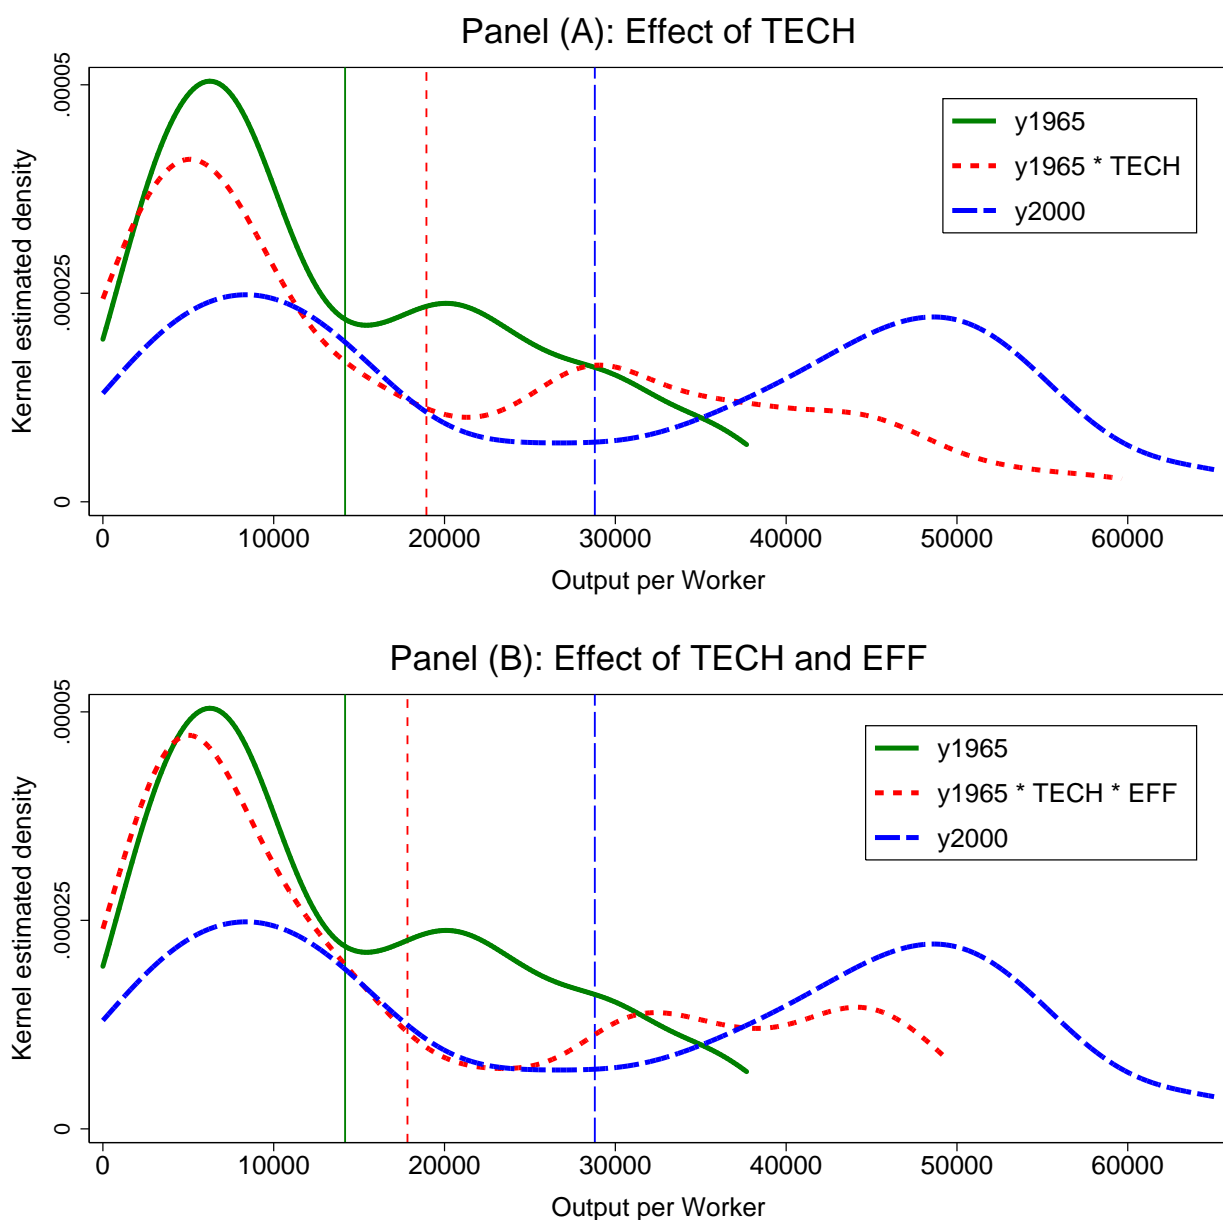 Panel (A): Effect of TECH
Kernel estimated density
.00005
.000025
0
y1965
y1965 * TECH
y2000
0 10000 20000 30000 40000 50000 60000
Output per Worker
Panel (B): Effect of TECH and EFF
Kernel estimated density
.00005
.000025
0
y1965
y1965 * TECH * EFF
y2000
0 10000 20000 30000 40000 50000 60000
Output per Worker